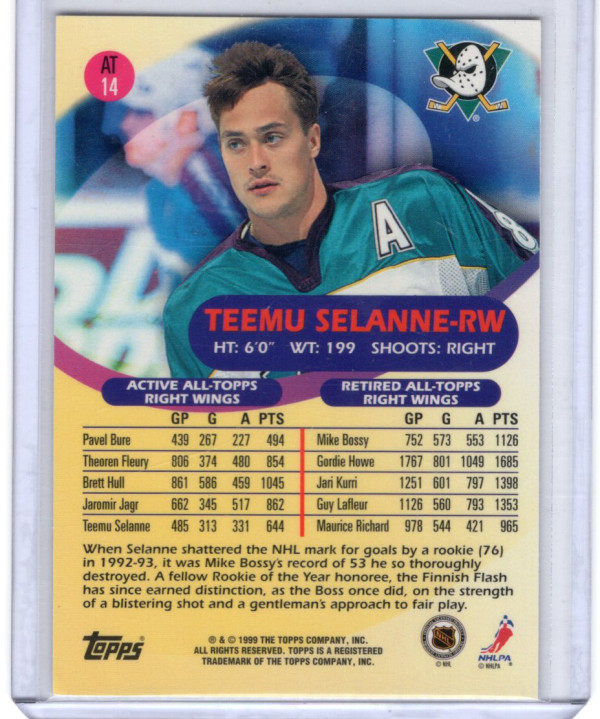 AT
14
A
8
TEEMU SELANNE-RW
HT: 6'0" WT: 199 SHOOTS: RIGHT
ACTIVE ALL-TOPPS
RIGHT WINGS
GP G A PTS
Pavel Bure 439 267 227 494
Theoren Fleury 806 374 480 854
Brett Hull 861 586 459 1045
Jaromir Jagr 662 345 517 862
Teemu Selanne 485 313 331 644
RETIRED ALL-TOPPS
RIGHT WINGS
GP G A PTS
Mike Bossy 752 573 553 1126
Gordie Howe 1767 801 1049 1685
Jari Kurri 1251 601 797 1398
Guy Lafleur 1126 560 793 1353
Maurice Richard 978 544 421 965
When Selanne shattered the NHL mark for goals by a rookie (76)
in 1992-93, it was Mike Bossy's record of 53 he so thoroughly
destroyed. A fellow Rookie of the Year honoree, the Finnish Flash
has since earned distinction, as the Boss once did, on the strength
of a blistering shot and a gentleman's approach to fair play.
Topps®
℗ & © 1999 THE TOPPS COMPANY, INC.
ALL RIGHTS RESERVED. TOPPS IS A REGISTERED
TRADEMARK OF THE TOPPS COMPANY, INC.
© NHL
NHLPA
© NHLPA